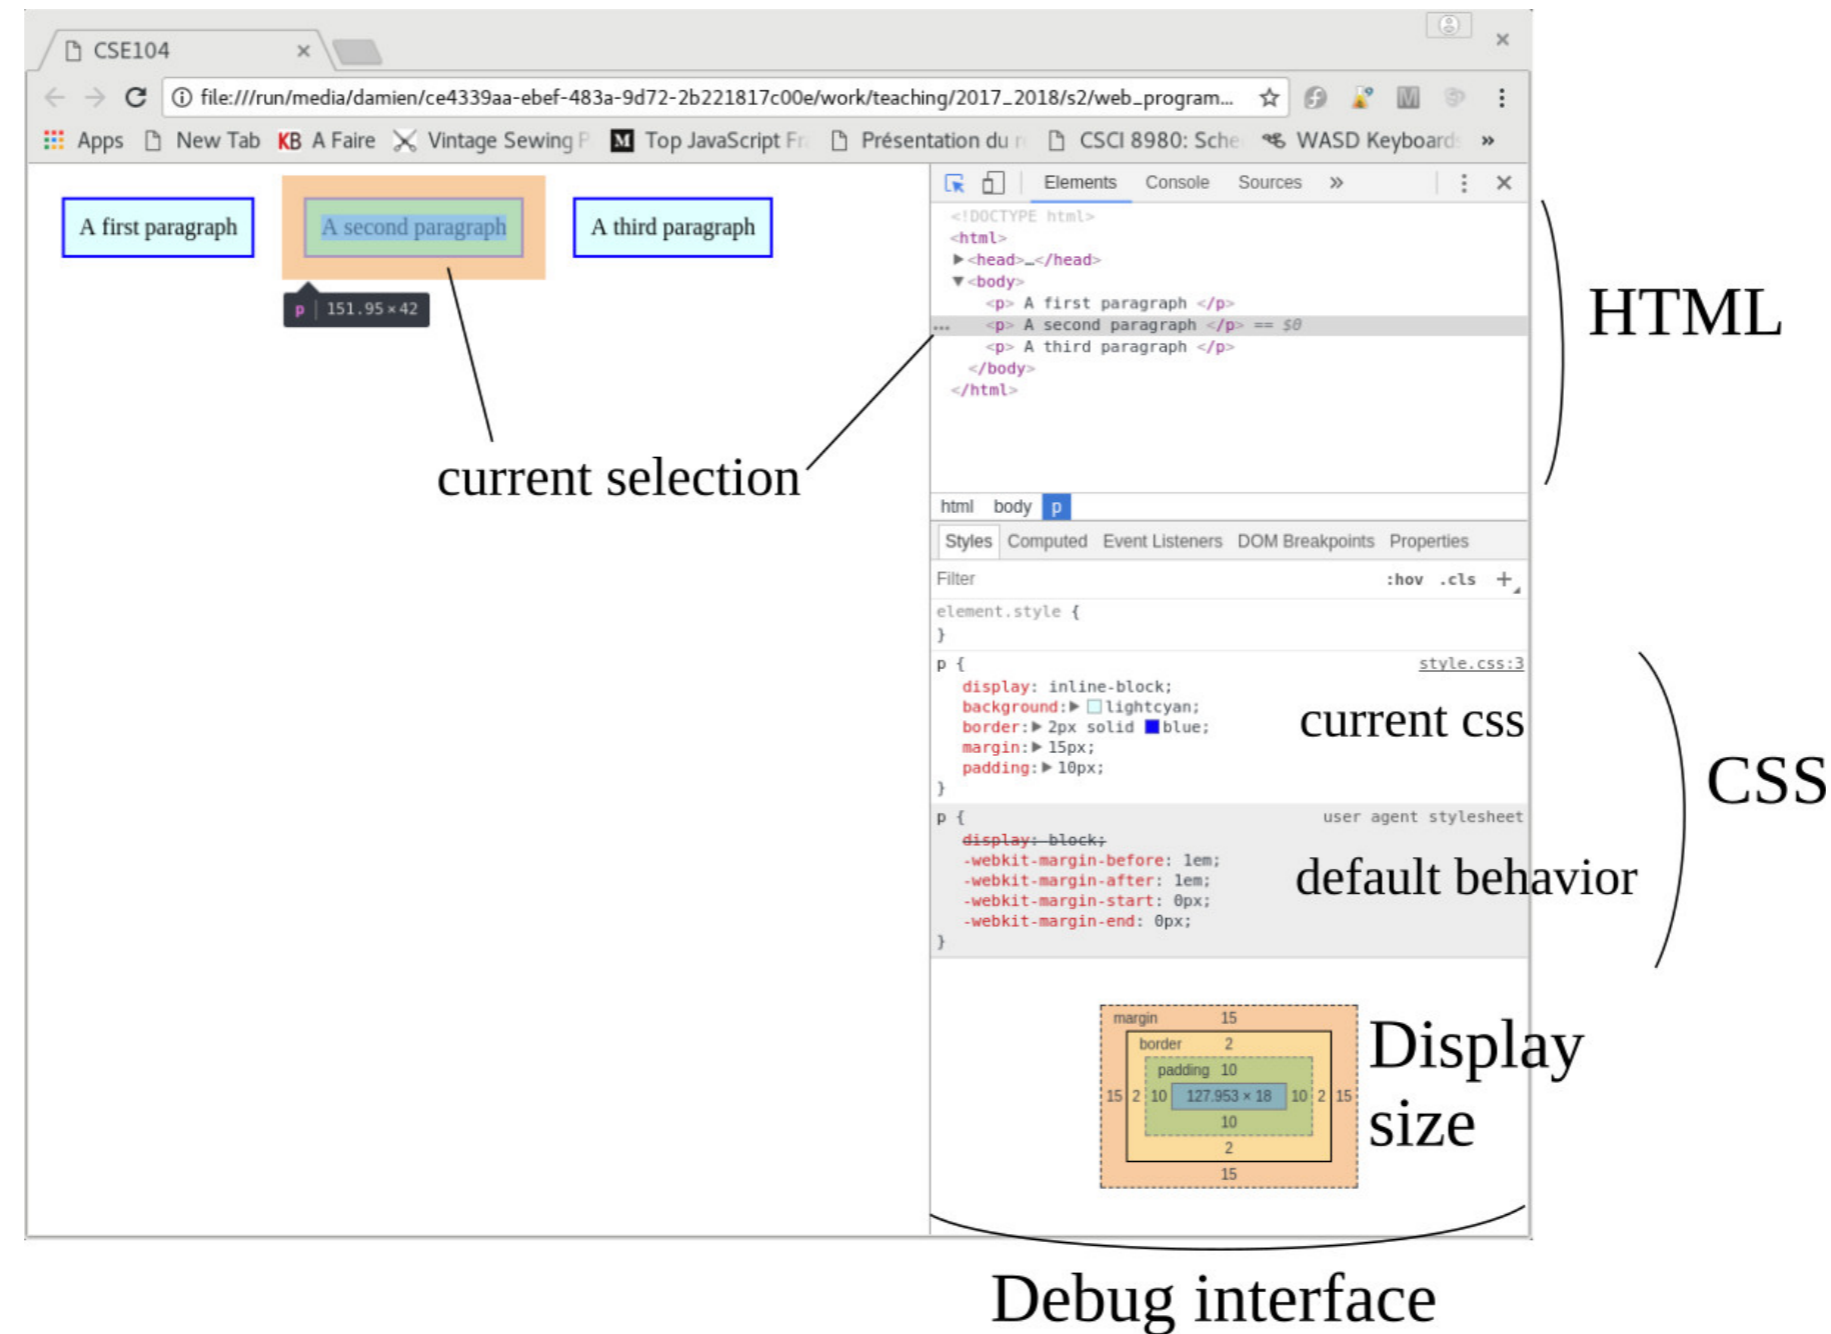 CSE104
file:///run/media/damien/ce4339aa-ebef-483a-9d72-2b221817c00e/work/teaching/2017_2018/s2/web_program...
Apps New Tab KB A Faire Vintage Sewing P M Top JavaScript Fr Présentation du r CSCI 8980: Sche WASD Keyboard »
A first paragraph A second paragraph A third paragraph
p 151.95×42
current selection
Elements Console Sources »
<!DOCTYPE html>
<html>
<head>…</head>
<body>
<p> A first paragraph </p>
... <p> A second paragraph </p> == $0
<p> A third paragraph </p>
</body>
</html>
HTML
html body p
Styles Computed Event Listeners DOM Breakpoints Properties
Filter :hov .cls +
element.style {
}
p { style.css:3
display: inline-block;
background: lightcyan;
border: 2px solid blue;
margin: 15px;
padding: 10px;
}
current css
p { user agent stylesheet
display: block;
-webkit-margin-before: 1em;
-webkit-margin-after: 1em;
-webkit-margin-start: 0px;
-webkit-margin-end: 0px;
}
default behavior
CSS
margin 15
border 2
padding 10
15 2 10 127.953 × 18 10 2 15
10
2
15
Display
size
Debug interface